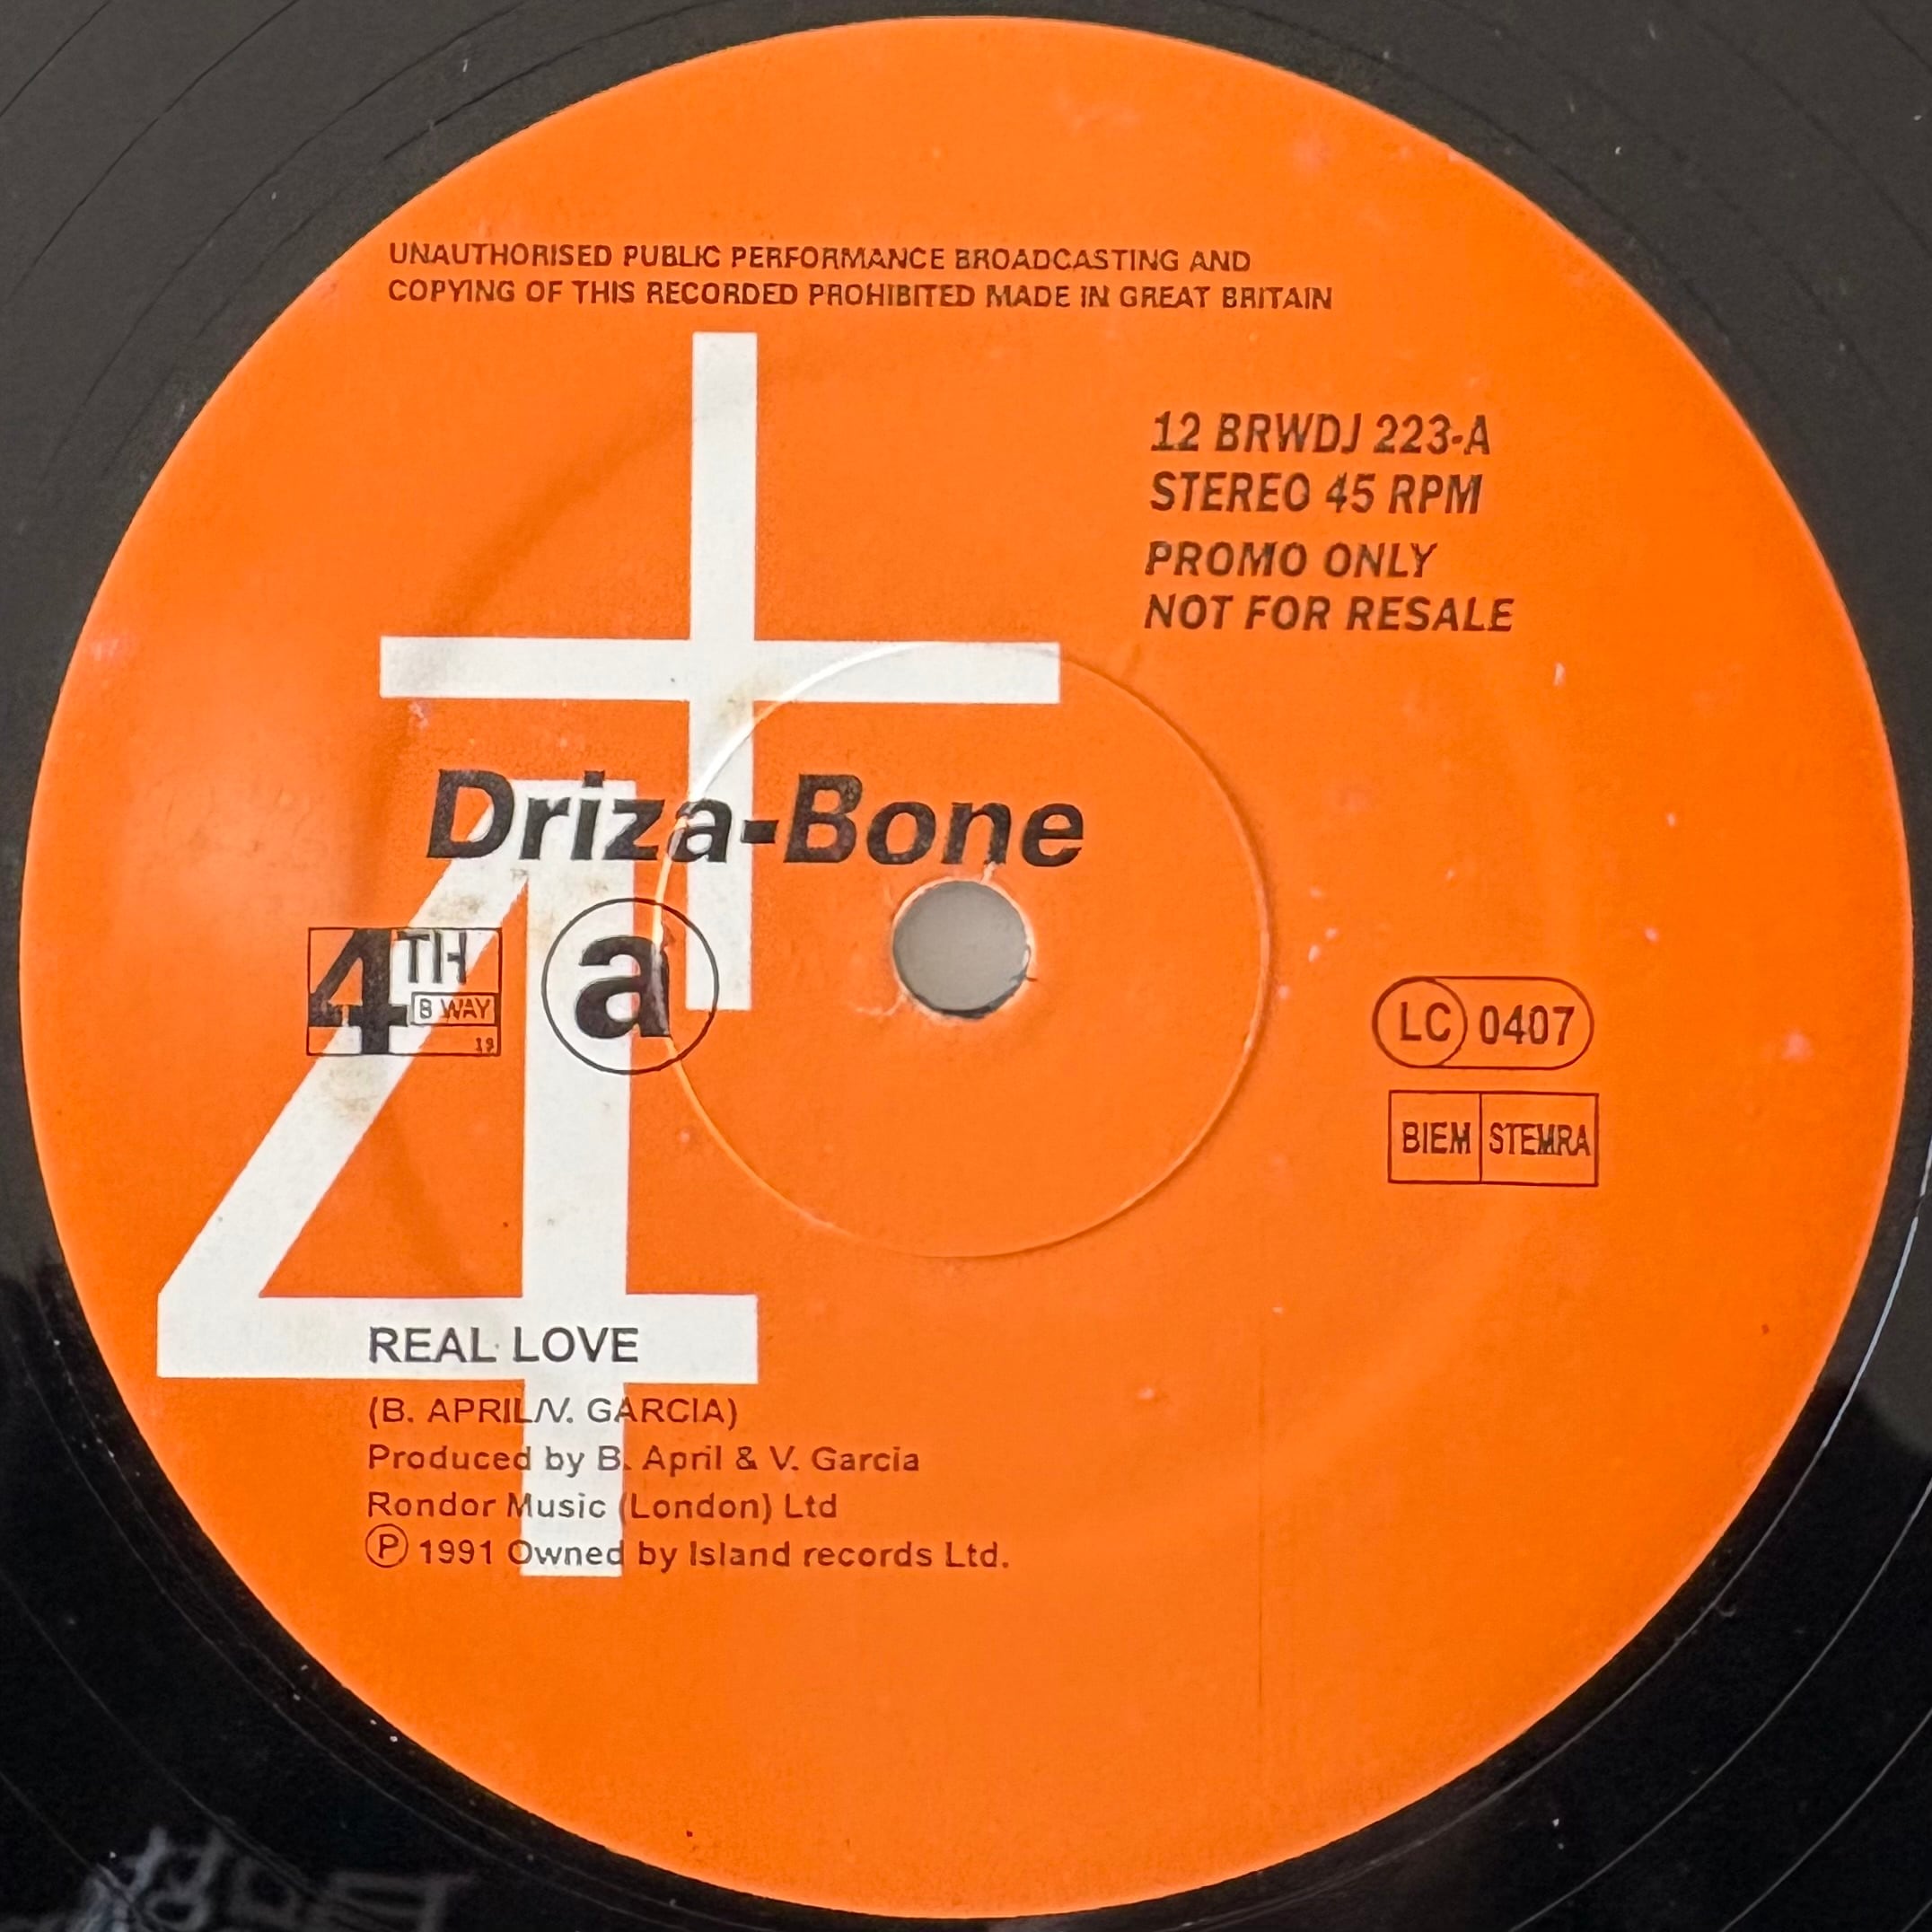 UNAUTHORISED PUBLIC PERFORMANCE BROADCASTING AND
COPYING OF THIS RECORDED PROHIBITED MADE IN GREAT BRITAIN
12 BRWDJ 223-A
STEREO 45 RPM
PROMO ONLY
NOT FOR RESALE
Driza-Bone
4TH
B WAY
a
LC 0407
BIEM STEMRA
REAL LOVE
(B. APRIL/V. GARCIA)
Produced by B. April & V. Garcia
Rondor Music (London) Ltd
Ⓟ 1991 Owned by Island records Ltd.